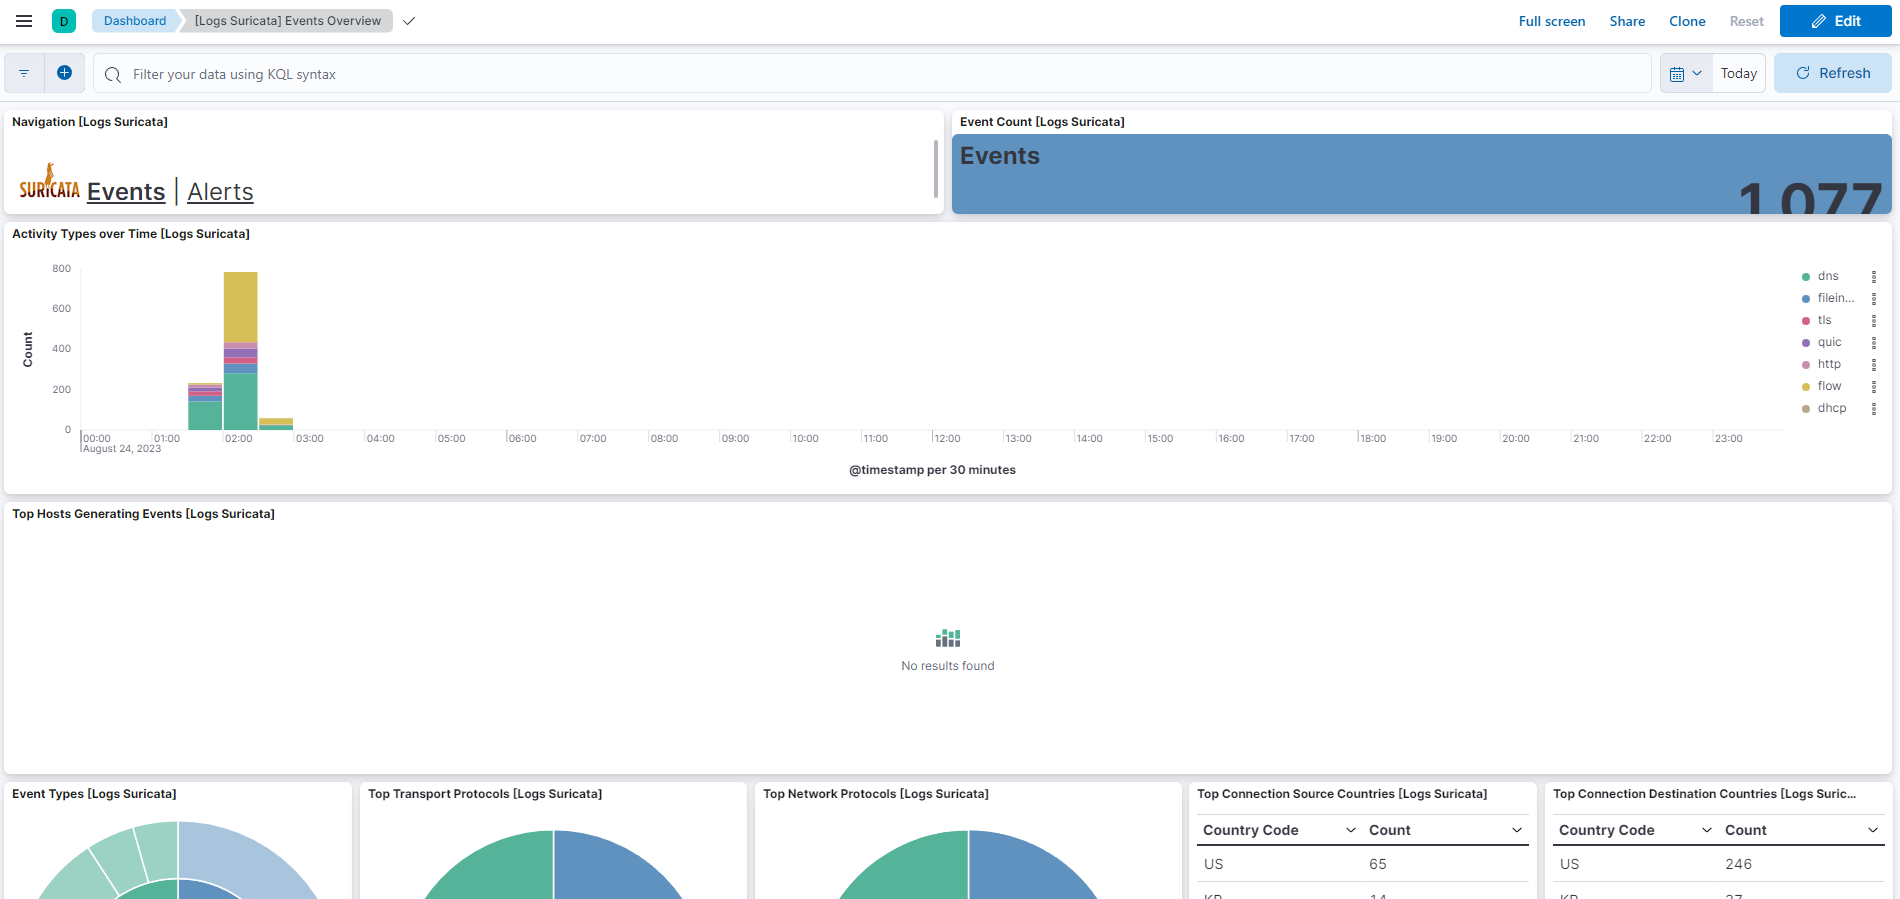 D Dashboard [Logs Suricata] Events Overview Full screen Share Clone Reset Edit
Filter your data using KQL syntax Today Refresh
Navigation [Logs Suricata]
SURICATA Events | Alerts
Event Count [Logs Suricata]
Events
1,077
Activity Types over Time [Logs Suricata]
Count
800
600
400
200
0
00:00 01:00 02:00 03:00 04:00 05:00 06:00 07:00 08:00 09:00 10:00 11:00 12:00 13:00 14:00 15:00 16:00 17:00 18:00 19:00 20:00 21:00 22:00 23:00
August 24, 2023
@timestamp per 30 minutes
dns
filein...
tls
quic
http
flow
dhcp
Top Hosts Generating Events [Logs Suricata]
No results found
Event Types [Logs Suricata]
Top Transport Protocols [Logs Suricata]
Top Network Protocols [Logs Suricata]
Top Connection Source Countries [Logs Suricata]
Country Code Count
US 65
KR 14
Top Connection Destination Countries [Logs Suric...
Country Code Count
US 246
KR